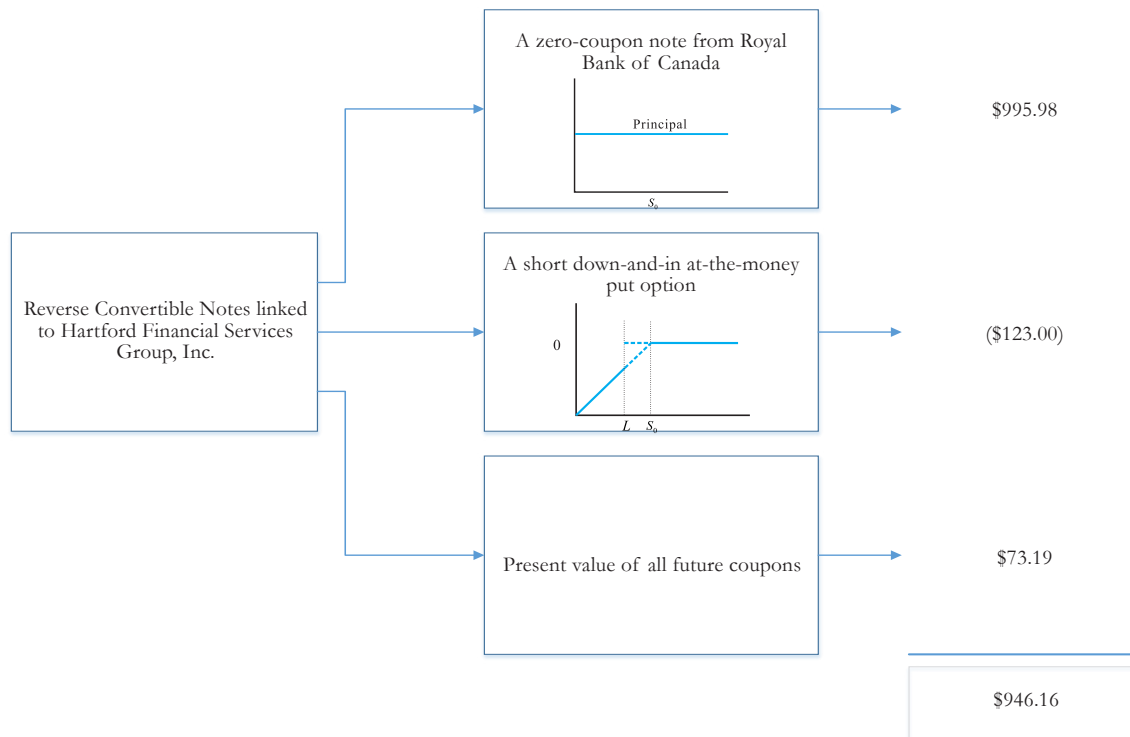 A zero-coupon note from Royal
Bank of Canada
Principal
S₀
$995.98
Reverse Convertible Notes linked
to Hartford Financial Services
Group, Inc.
A short down-and-in at-the-money
put option
0
L S₀
($123.00)
Present value of all future coupons
$73.19
$946.16